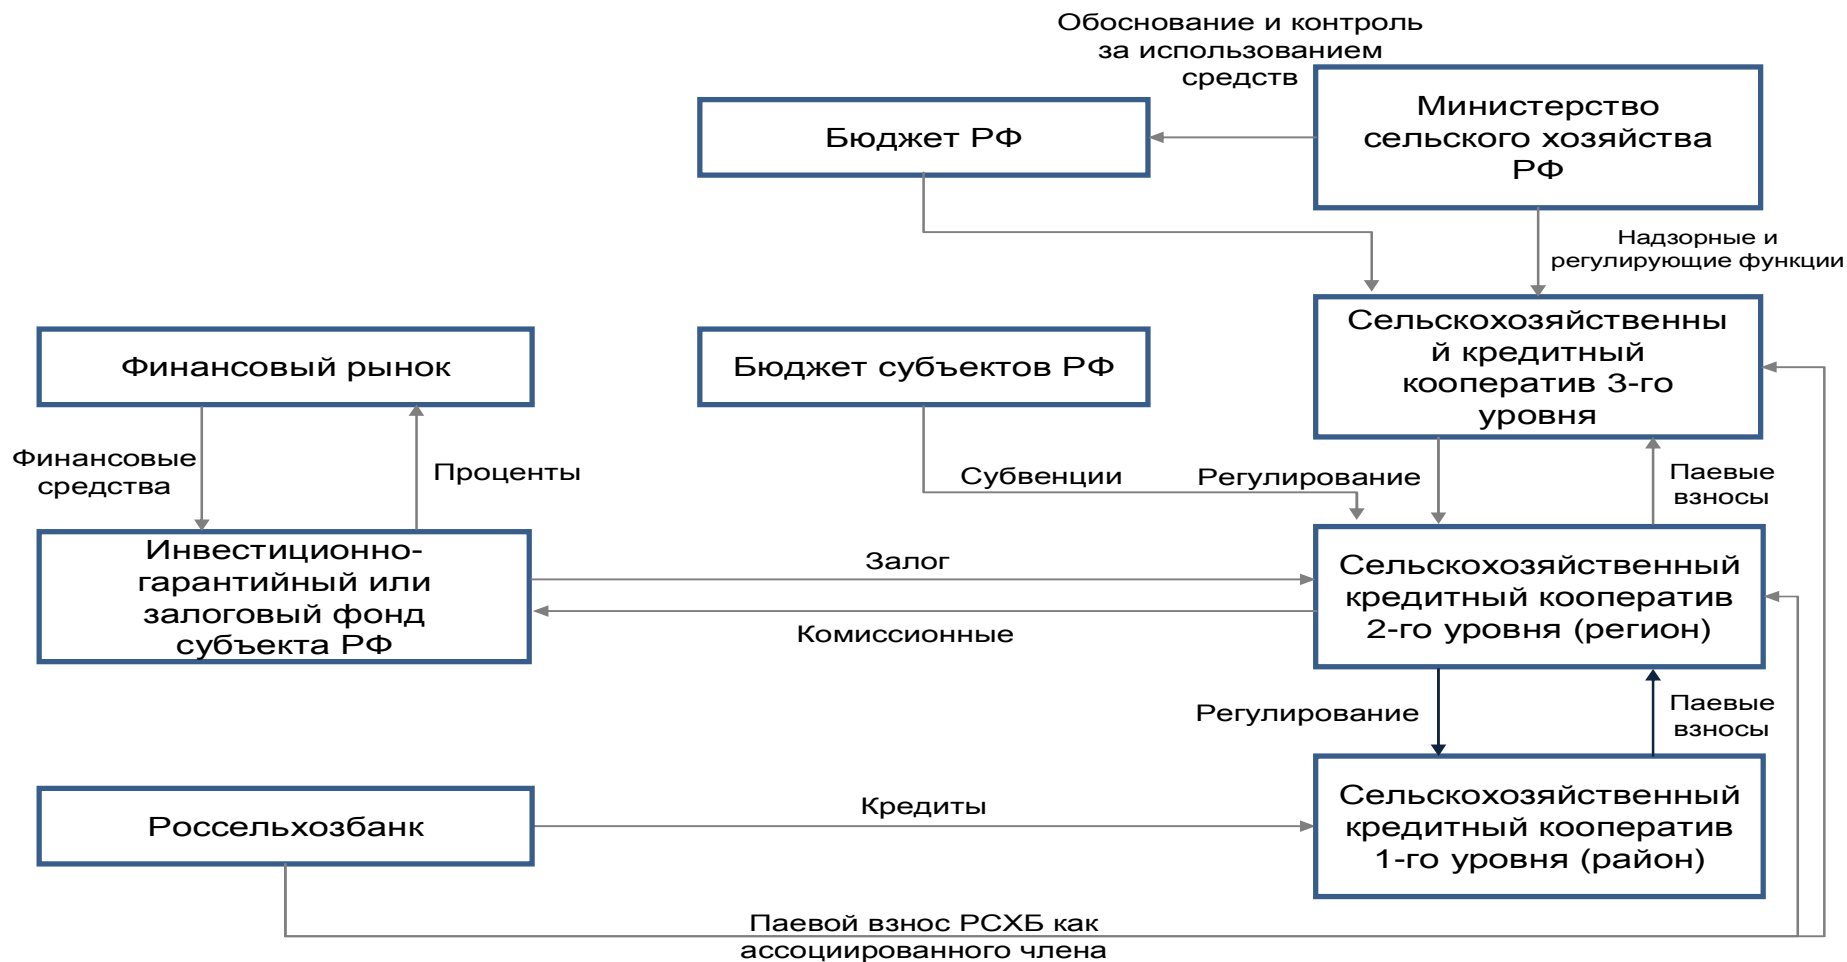 Обоснование и контроль
за использованием
средств
Бюджет РФ
Министерство
сельского хозяйства
РФ
Надзорные и
регулирующие функции
Финансовый рынок
Бюджет субъектов РФ
Сельскохозяйственны
й кредитный
кооператив 3-го
уровня
Финансовые
средства
Проценты
Субвенции
Регулирование
Паевые
взносы
Инвестиционно-
гарантийный или
залоговый фонд
субъекта РФ
Залог
Комиссионные
Сельскохозяйственный
кредитный кооператив
2-го уровня (регион)
Регулирование
Паевые
взносы
Россельхозбанк
Кредиты
Сельскохозяйственный
кредитный кооператив
1-го уровня (район)
Паевой взнос РСХБ как
ассоциированного члена